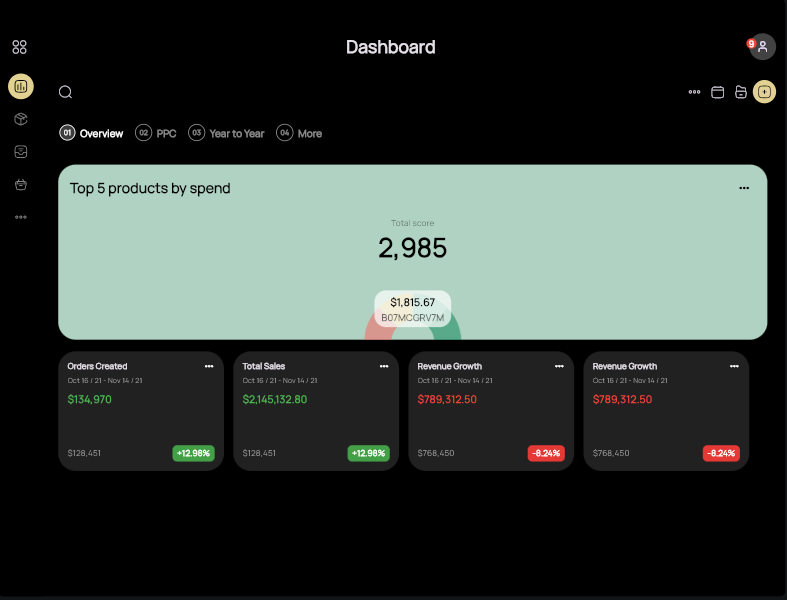 Dashboard
9
01 Overview 02 PPC 03 Year to Year 04 More
Top 5 products by spend
Total score
2,985
$1,815.67
B07MCGRV7M
Orders Created
Oct 16 / 21 - Nov 14 / 21
$134,970
$128,451
+12.98%
Total Sales
Oct 16 / 21 - Nov 14 / 21
$2,145,132.80
$128,451
+12.98%
Revenue Growth
Oct 16 / 21 - Nov 14 / 21
$789,312.50
$768,450
-8.24%
Revenue Growth
Oct 16 / 21 - Nov 14 / 21
$789,312.50
$768,450
-8.24%